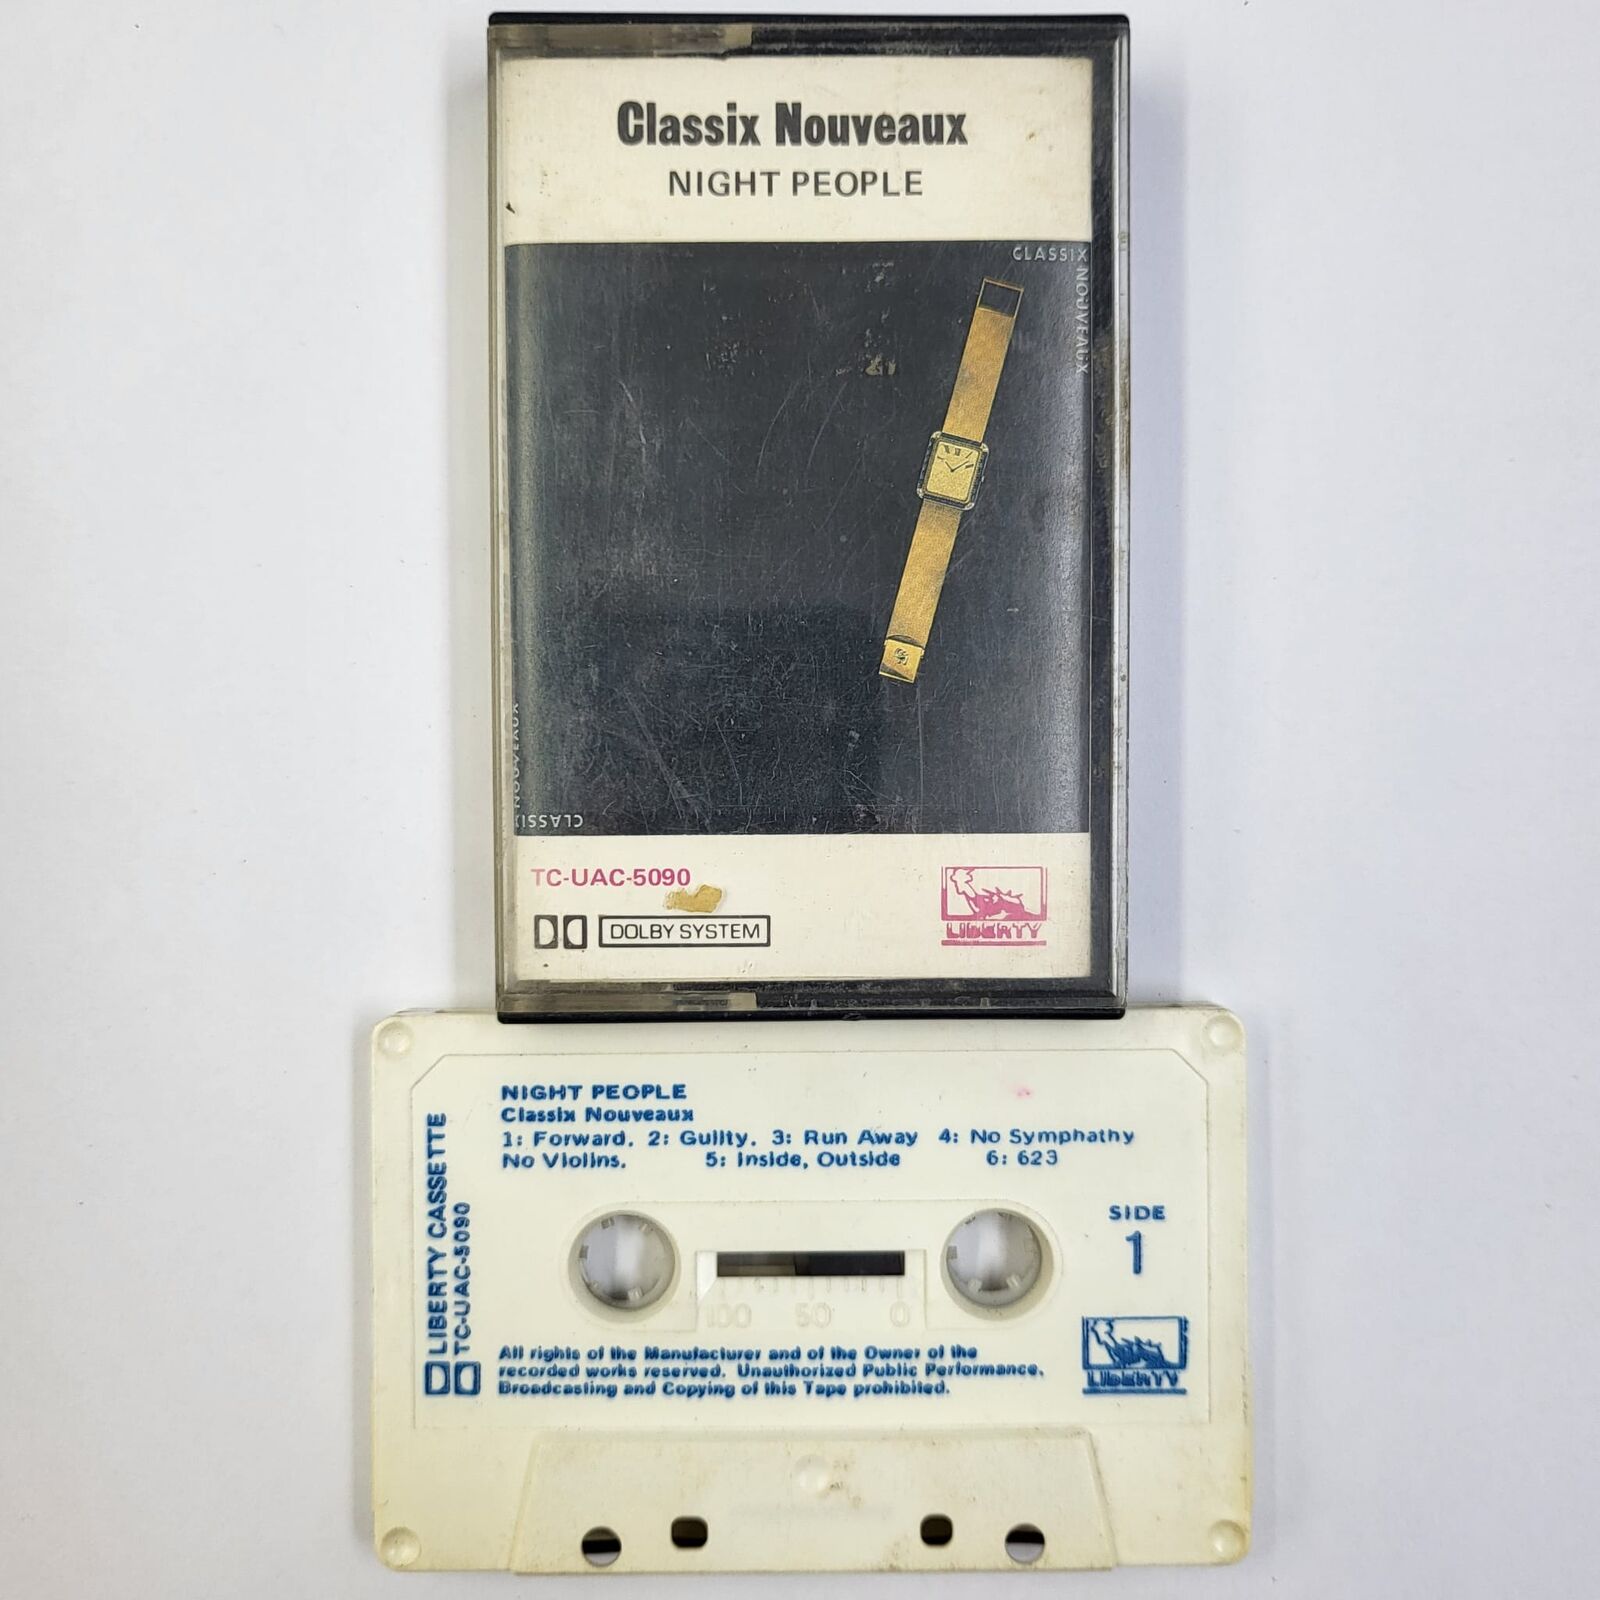 Classix Nouveaux
NIGHT PEOPLE
CLASSIX NOUVEAUX
CLASSIX NOUVEAUX
TC-UAC-5090
DOLBY SYSTEM
LIBERTY
NIGHT PEOPLE
Classix Nouveaux
1: Forward. 2: Guilty. 3: Run Away 4: No Symphathy
No Violins. 5: Inside, Outside 6: 623
SIDE
1
LIBERTY CASSETTE
TC-UAC-5090
100 50 0
All rights of the Manufacturer and of the Owner of the
recorded works reserved. Unauthorized Public Performance.
Broadcasting and Copying of this Tape prohibited.
LIBERTY